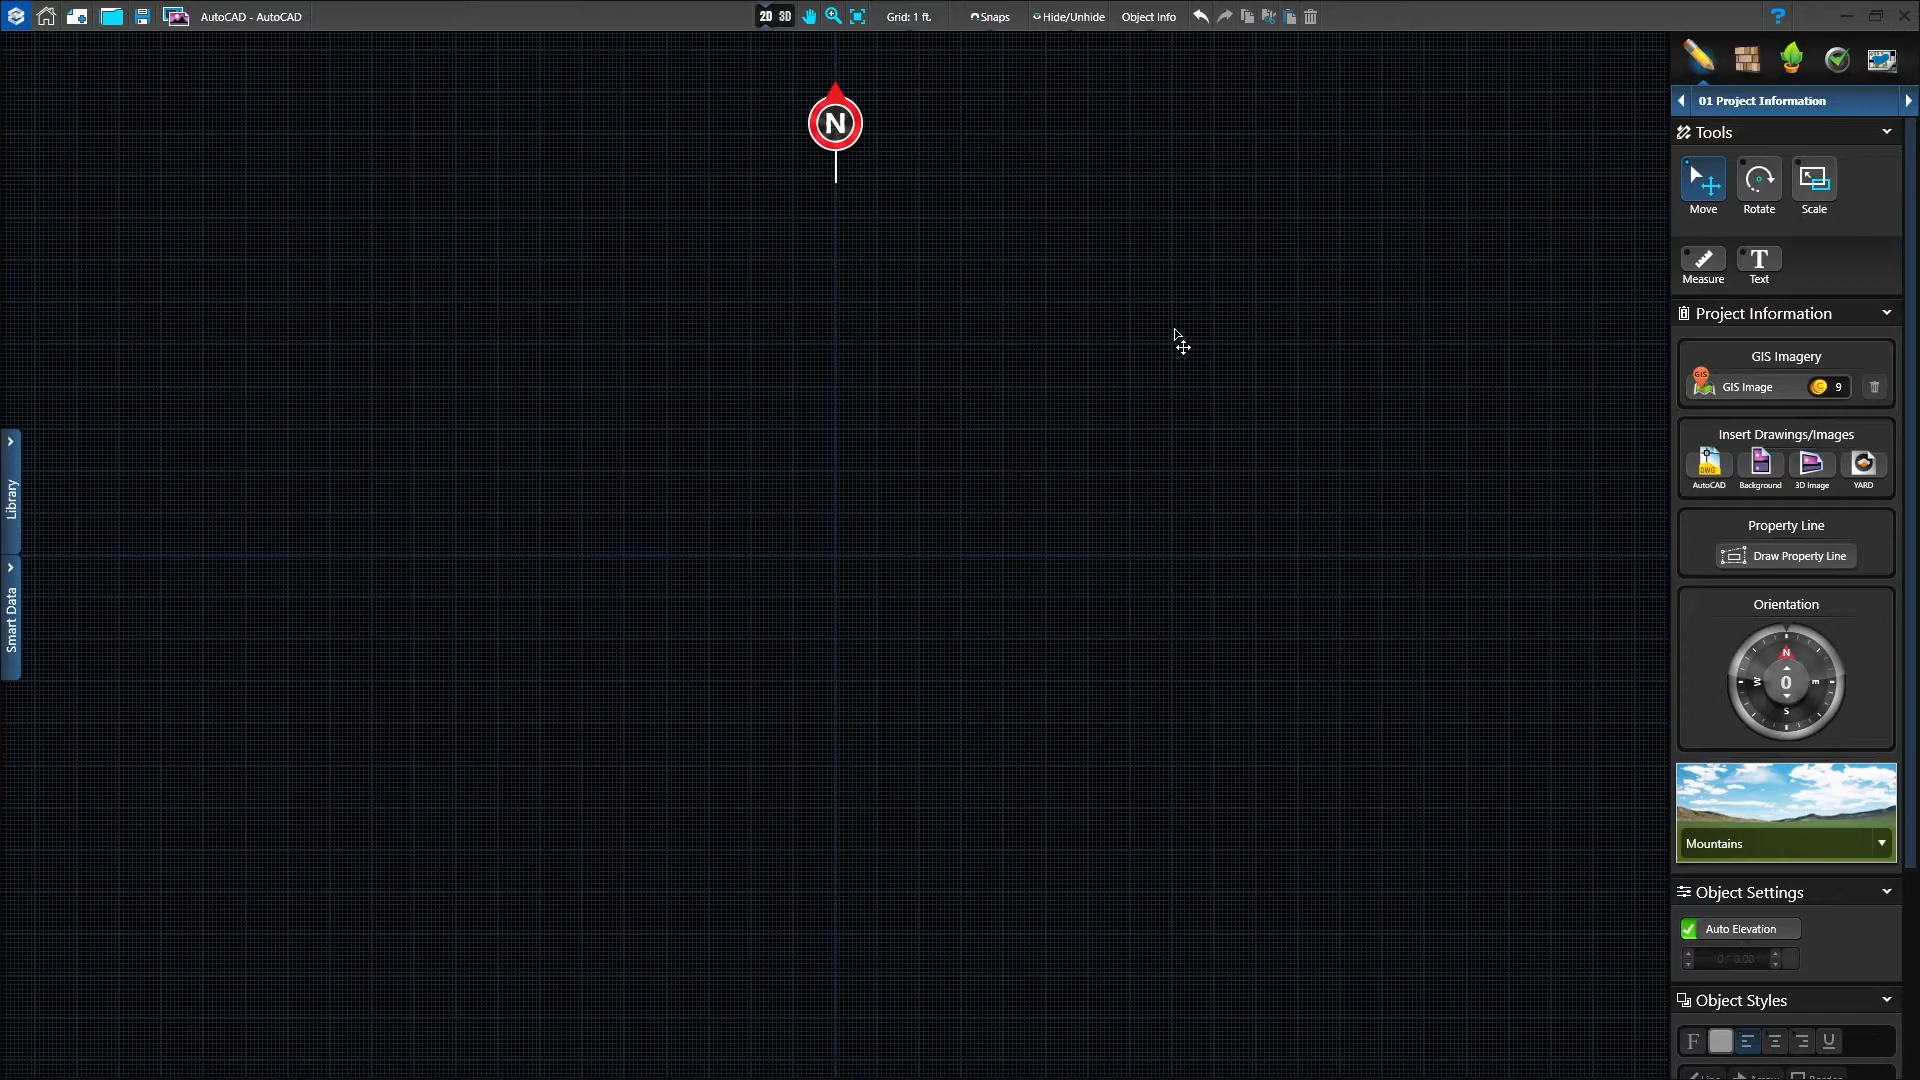 AutoCAD - AutoCAD
2D 3D
Grid: 1 ft.
Snaps
Hide/Unhide
Object Info
?
N
01 Project Information
Tools
Move Rotate Scale
Measure Text
Project Information
GIS Imagery
GIS
GIS Image
9
Insert Drawings/Images
DWG
AutoCAD Background 3D Image YARD
Property Line
Draw Property Line
Orientation
N
W 0 E
S
Mountains
Object Settings
Auto Elevation
0' 0.00
Object Styles
F
U
Library
Smart Data